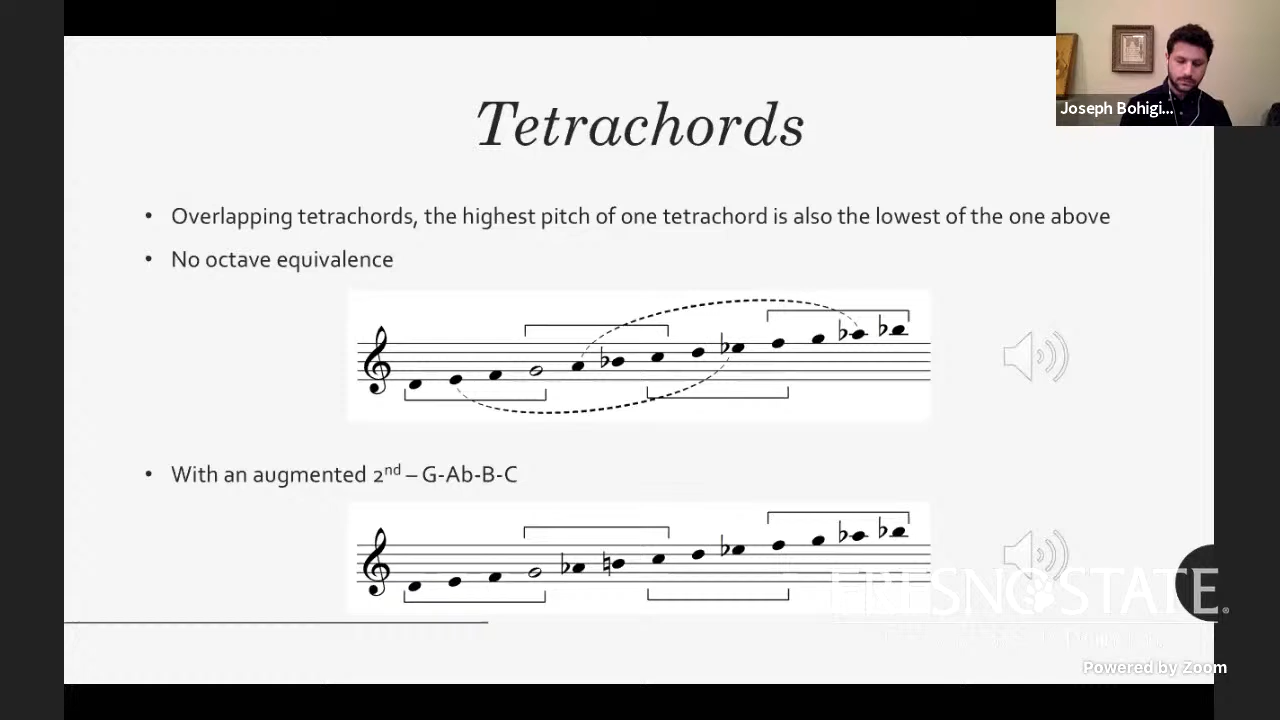 Joseph Bohigi...
Tetrachords
• Overlapping tetrachords, the highest pitch of one tetrachord is also the lowest of the one above
• No octave equivalence
• With an augmented 2nd – G-Ab-B-C
FRESNO STATE.
Powered by Zoom